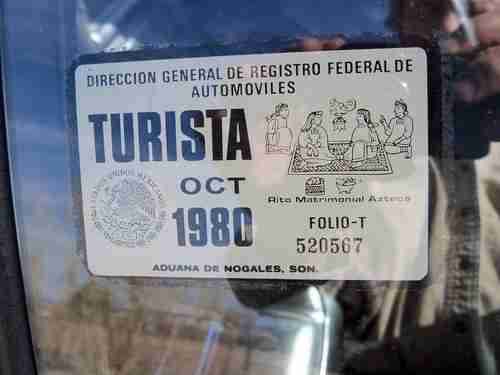 DIRECCION GENERAL DE REGISTRO FEDERAL DE
AUTOMOVILES
TURISTA
OCT
1980
Rito Matrimonial Azteca
FOLIO-T
520567
ADUANA DE NOGALES, SON.